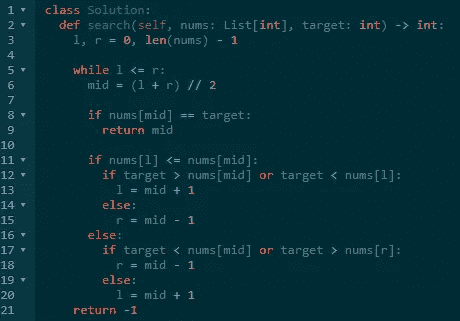 1 class Solution:
2   def search(self, nums: List[int], target: int) -> int:
3     l, r = 0, len(nums) - 1
4
5     while l <= r:
6       mid = (l + r) // 2
7
8       if nums[mid] == target:
9         return mid
10
11       if nums[l] <= nums[mid]:
12         if target > nums[mid] or target < nums[l]:
13           l = mid + 1
14         else:
15           r = mid - 1
16       else:
17         if target < nums[mid] or target > nums[r]:
18           r = mid - 1
19         else:
20           l = mid + 1
21     return -1